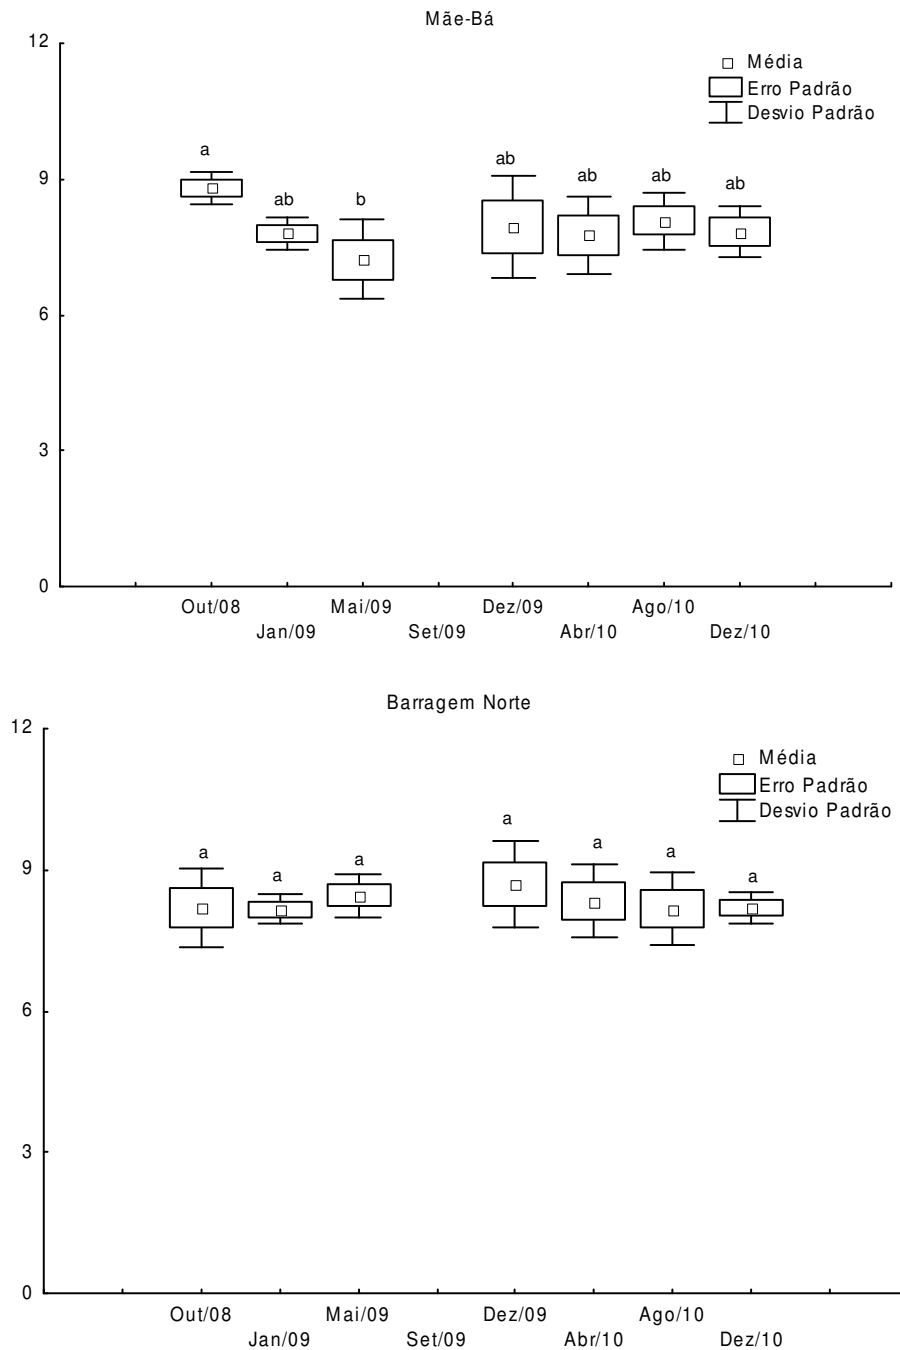 Mãe-Bá
12
Média
Erro Padrão
Desvio Padrão
a
ab
b
ab
ab
ab
ab
9
6
3
0
Out/08
Mai/09
Dez/09
Ago/10
Jan/09
Set/09
Abr/10
Dez/10
Barragem Norte
12
Média
Erro Padrão
Desvio Padrão
a
a
a
a
a
a
a
9
6
3
0
Out/08
Mai/09
Dez/09
Ago/10
Jan/09
Set/09
Abr/10
Dez/10